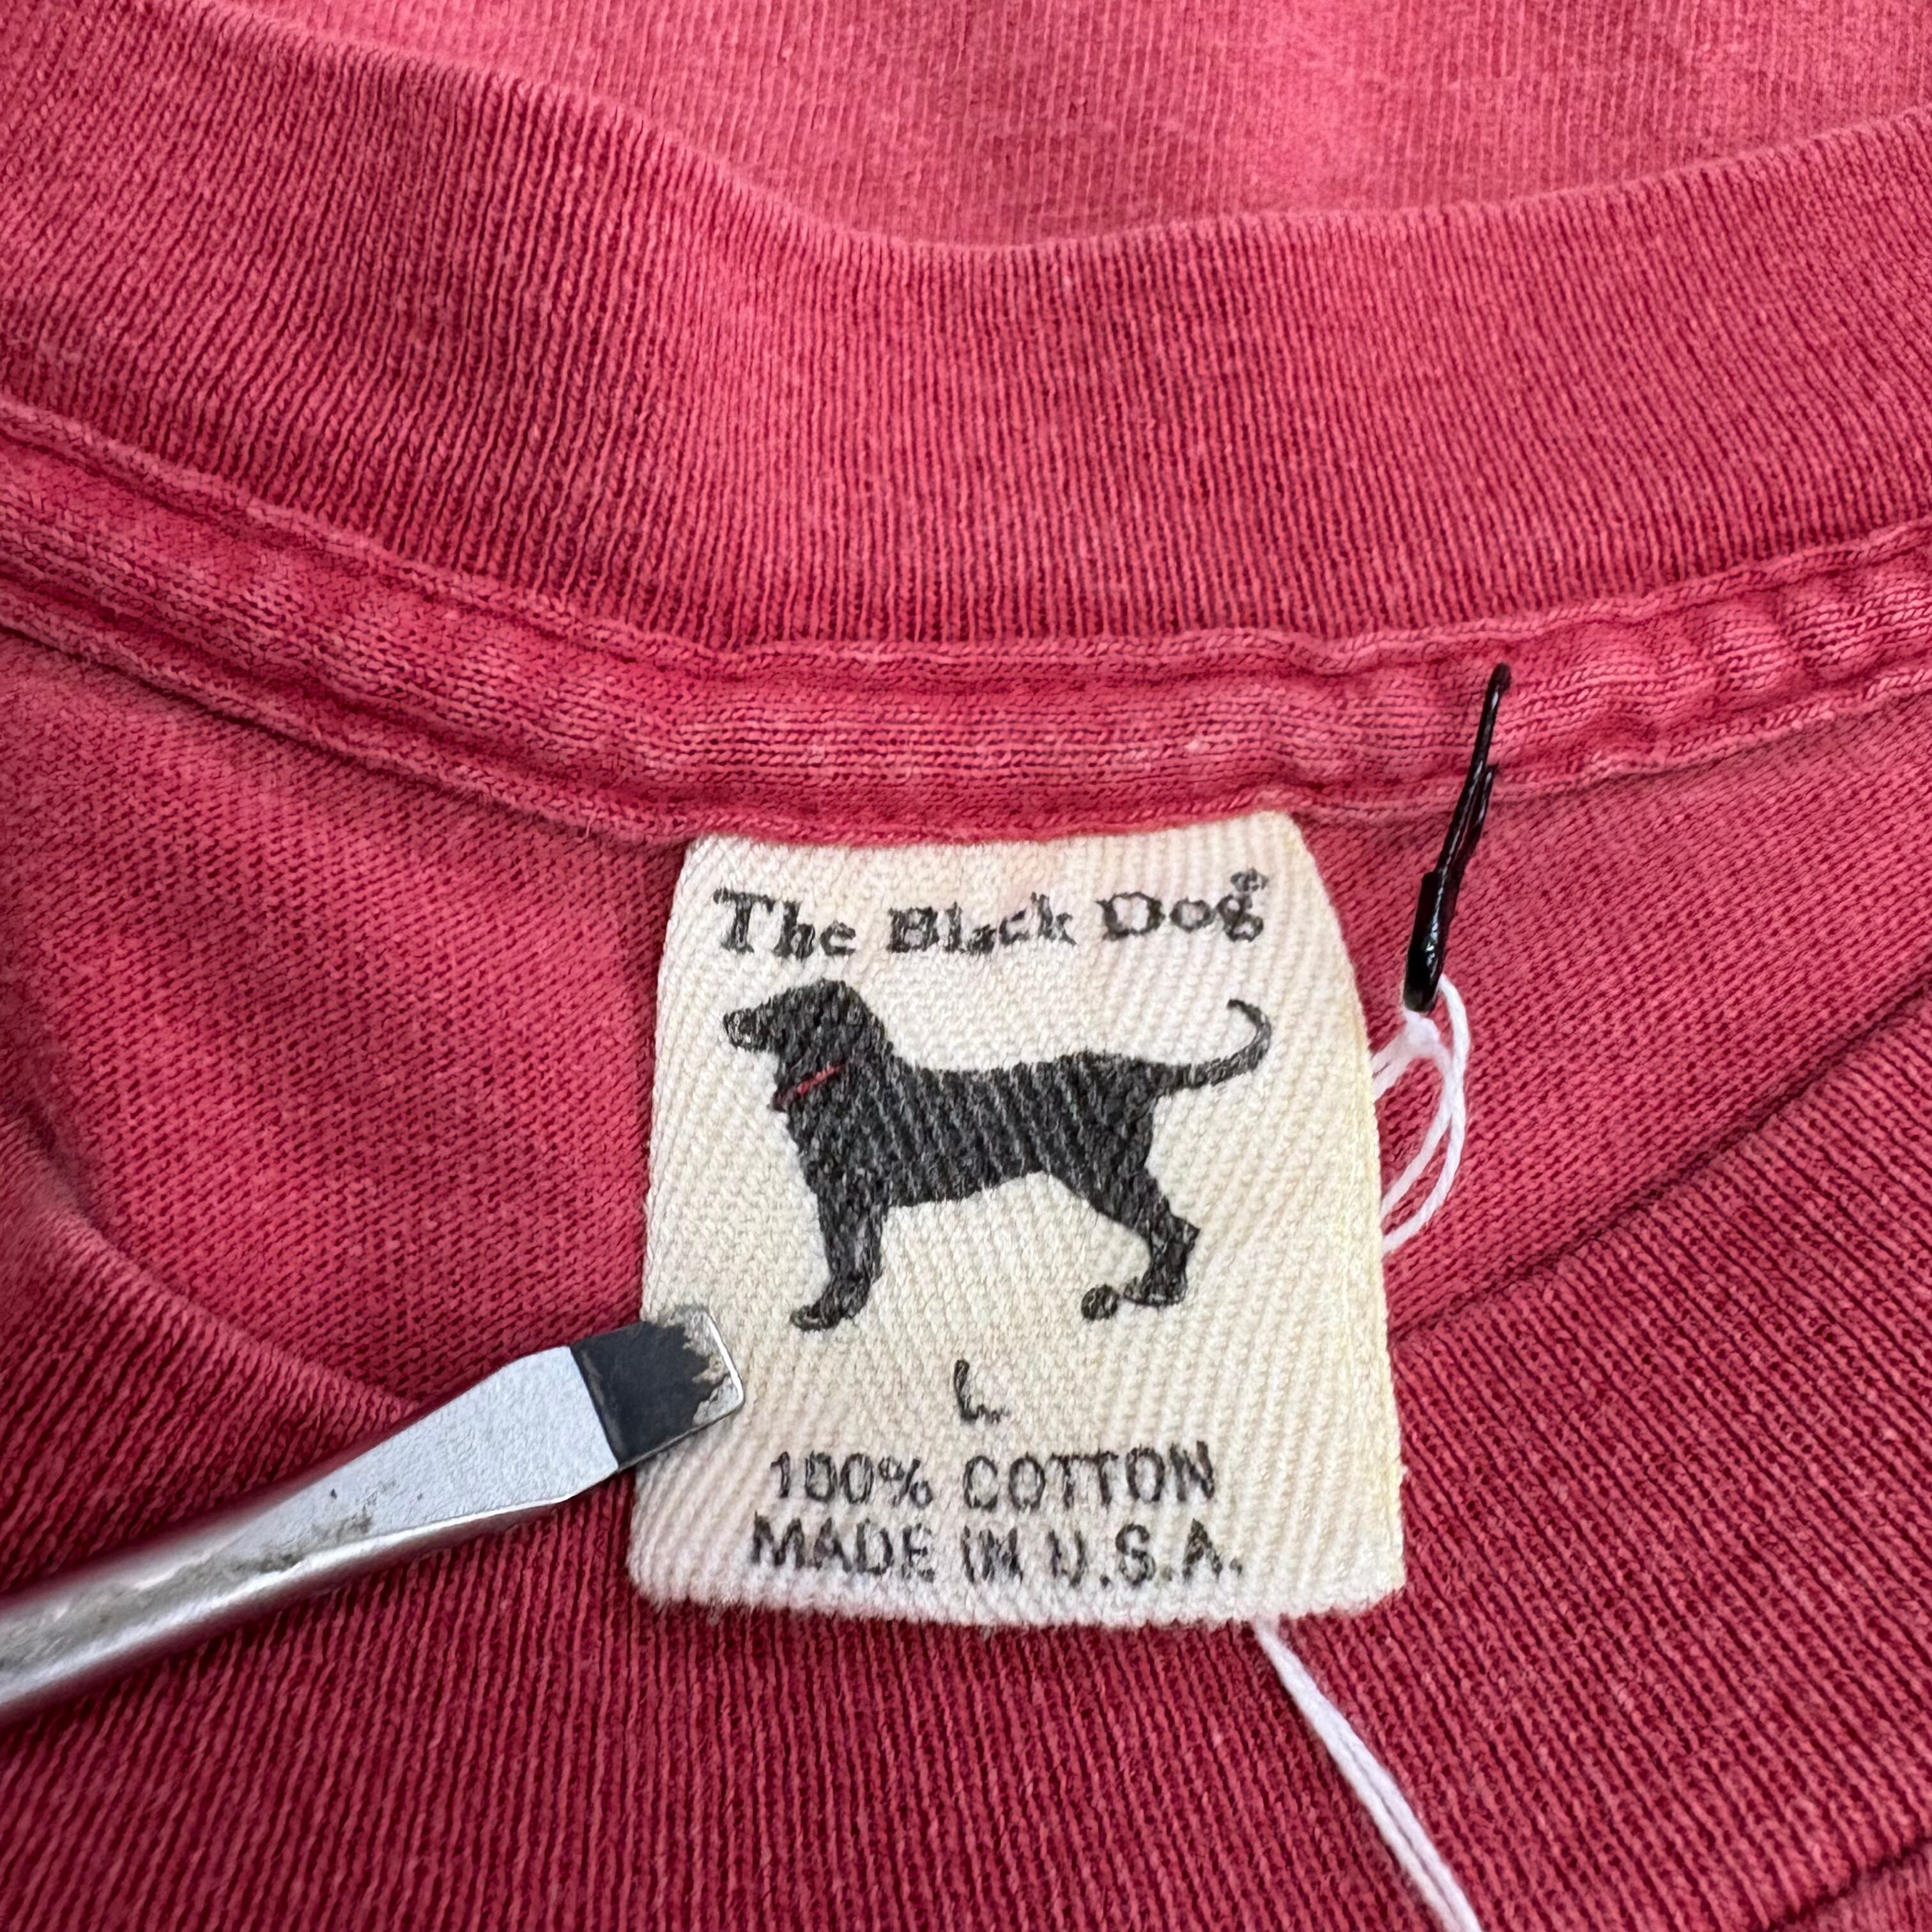 The Black Dog®
L
100% COTTON
MADE IN U.S.A.